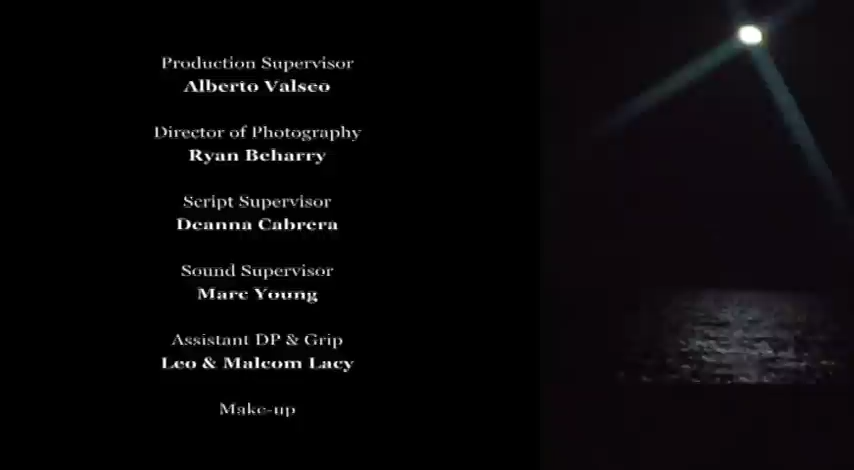 Production Supervisor
Alberto Valseo
Director of Photography
Ryan Beharry
Script Supervisor
Deanna Cabrera
Sound Supervisor
Marc Young
Assistant DP & Grip
Leo & Malcom Lacy
Make-up